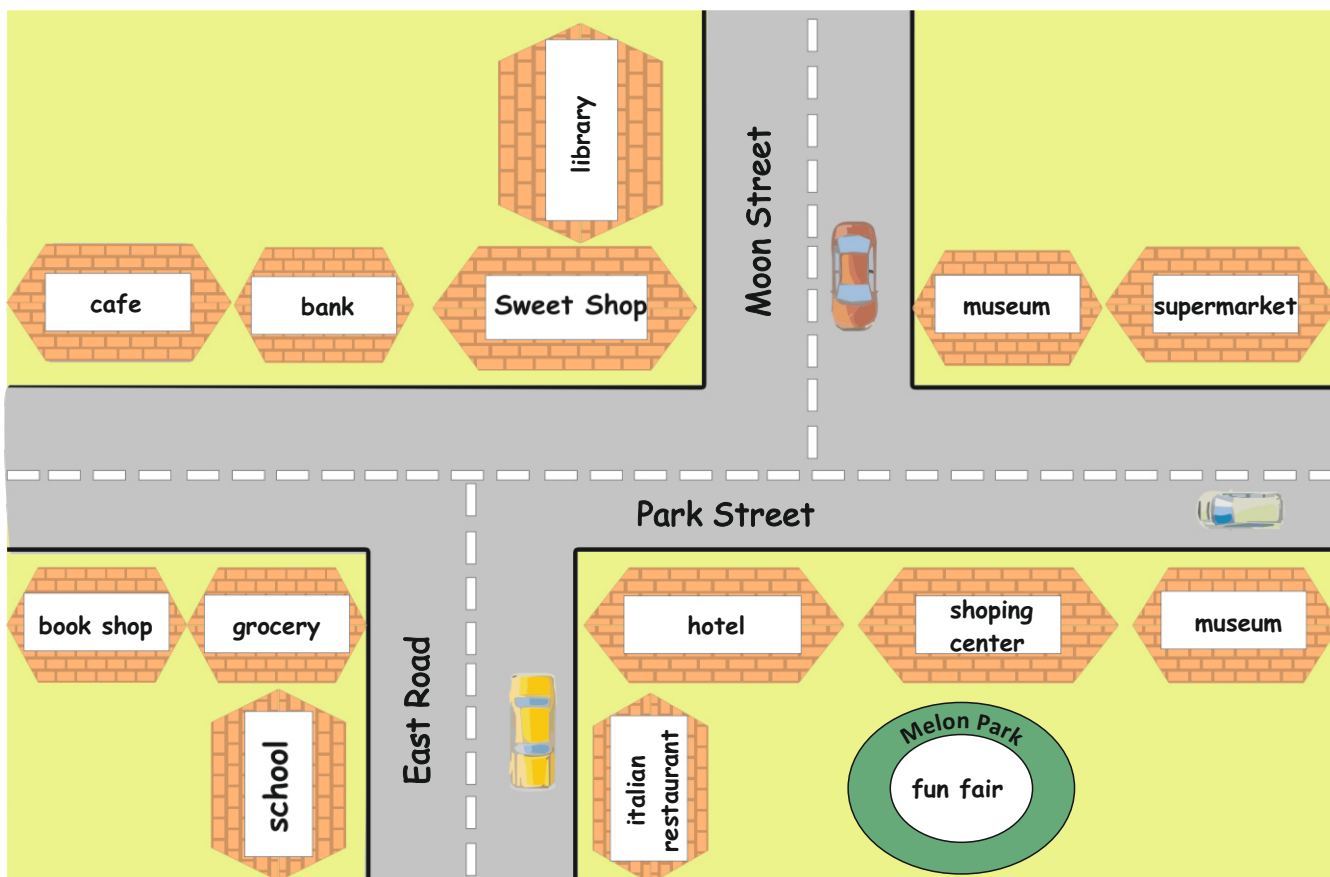 library
Moon Street
cafe
bank
Sweet Shop
museum
supermarket
Park Street
book shop
grocery
hotel
shoping
center
museum
East Road
school
italian
restaurant
Melon Park
fun fair